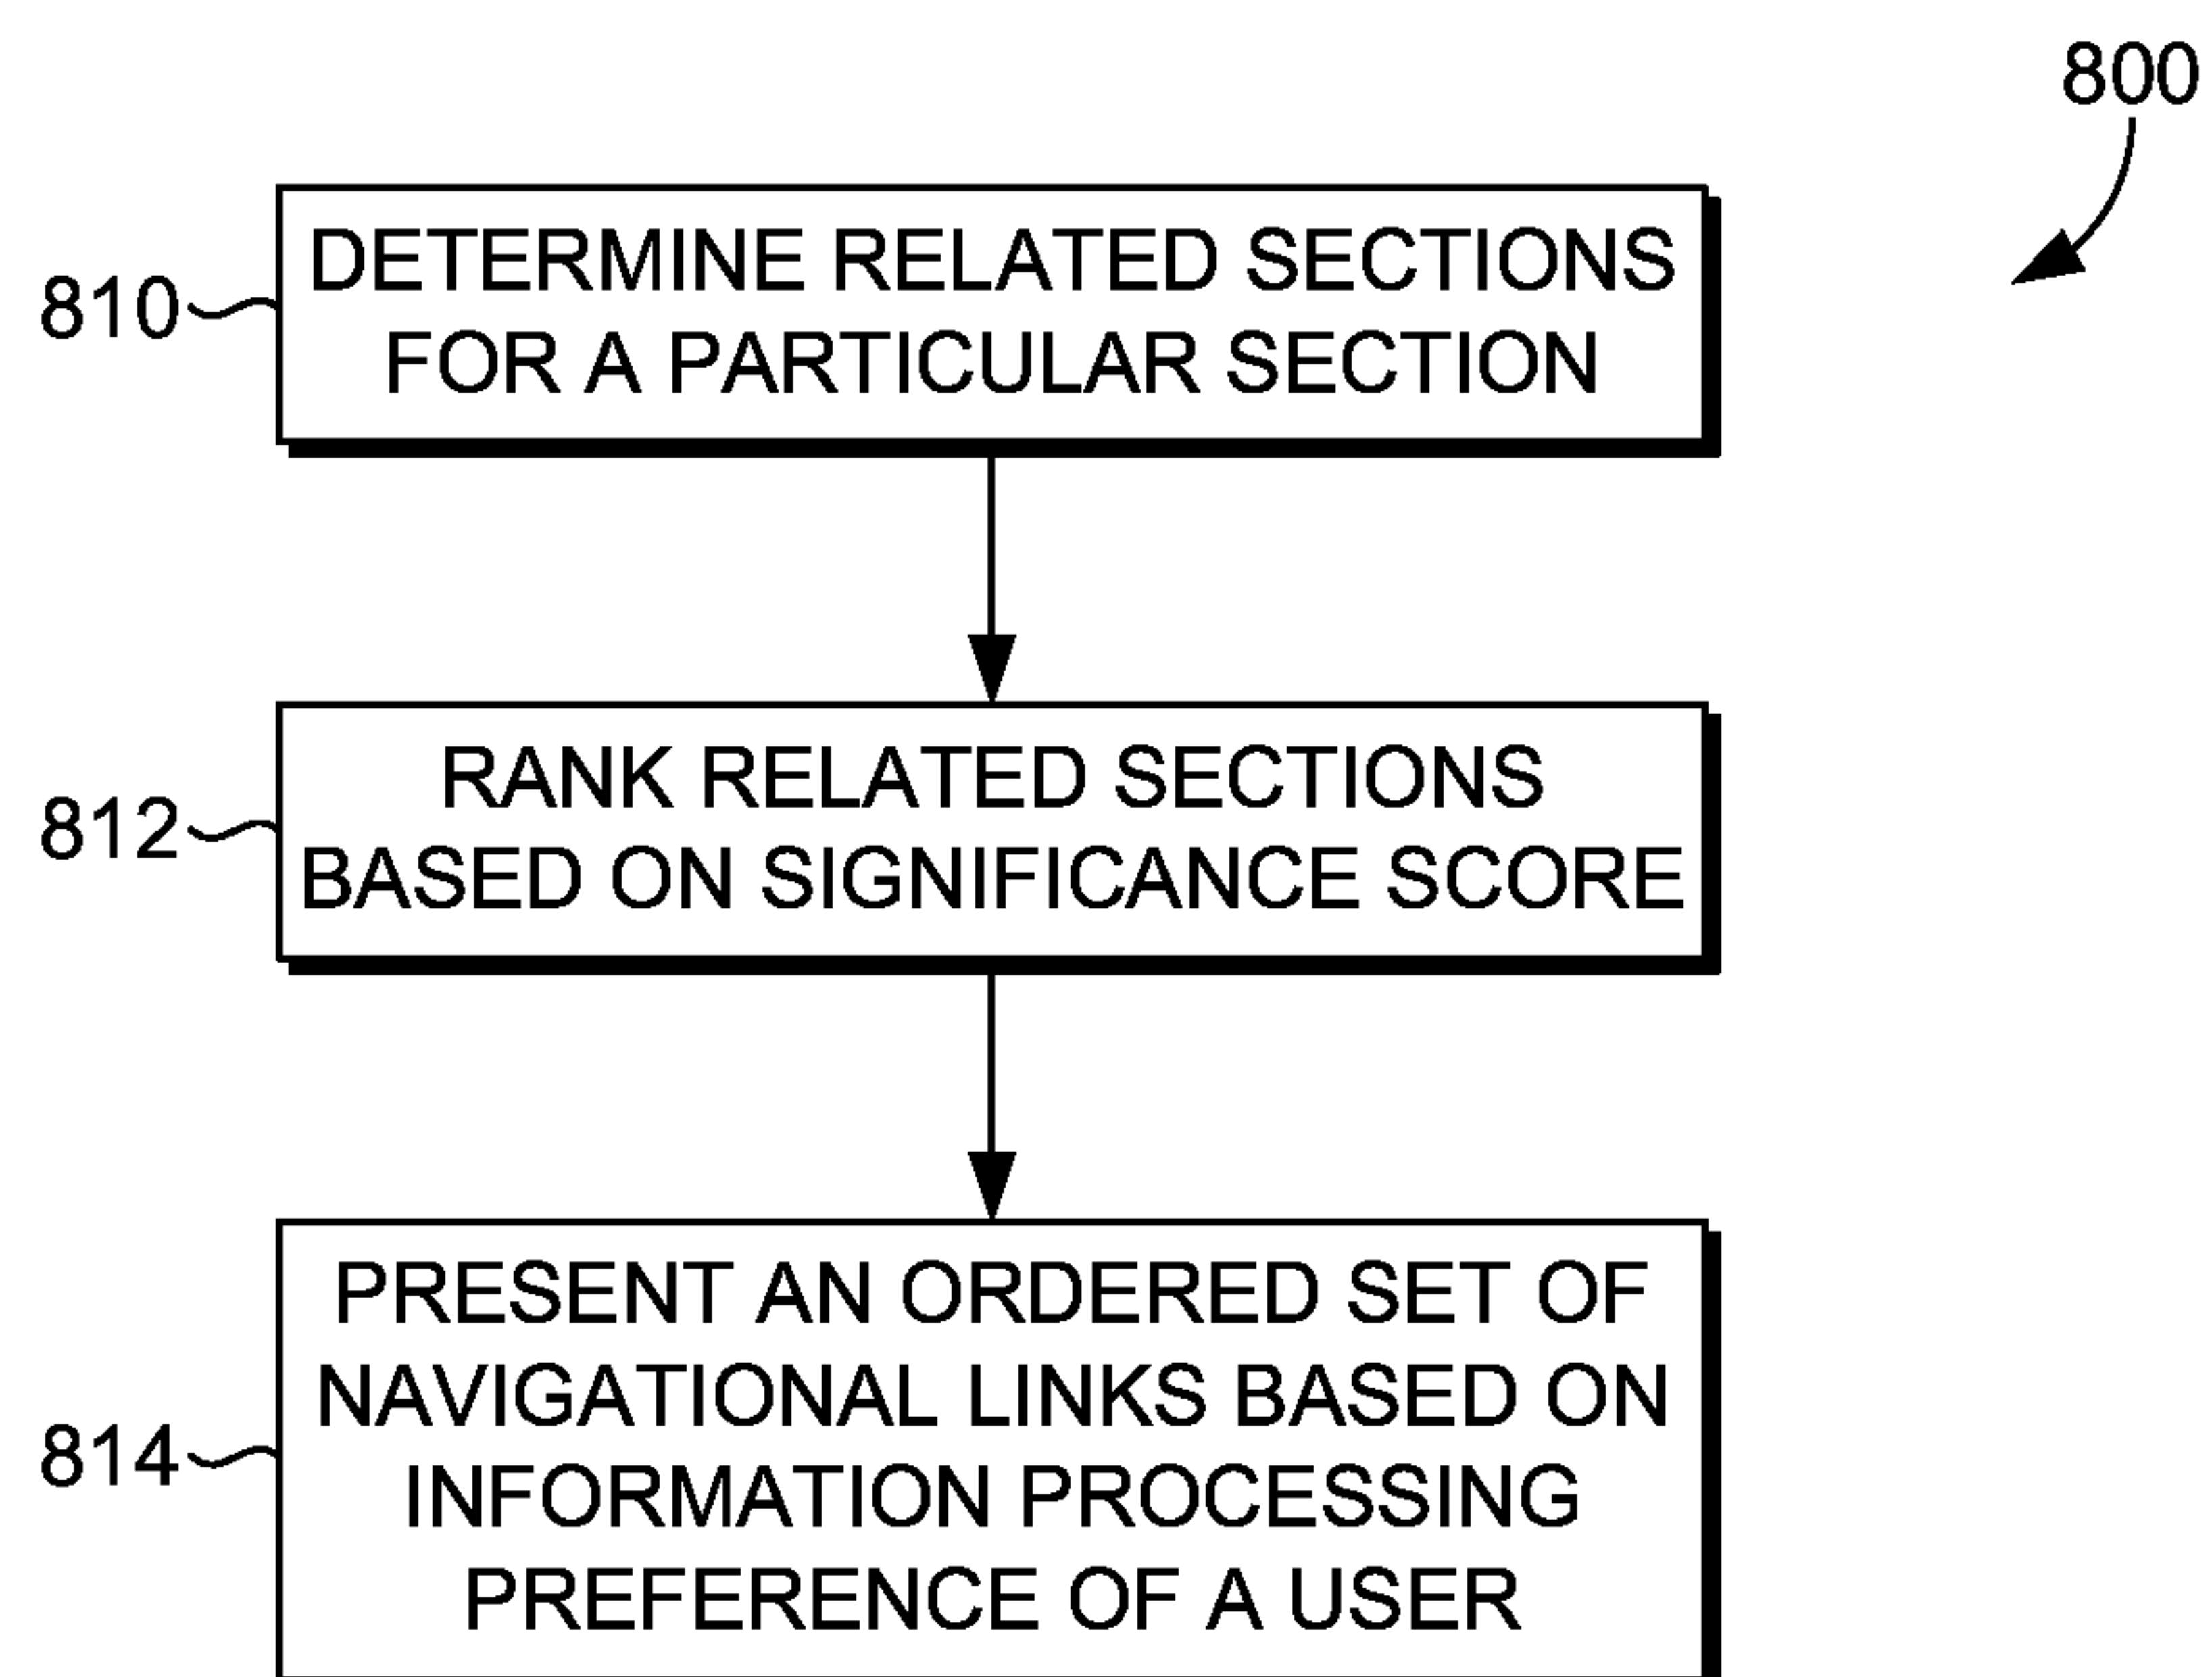 800
810
DETERMINE RELATED SECTIONS
FOR A PARTICULAR SECTION
812
RANK RELATED SECTIONS
BASED ON SIGNIFICANCE SCORE
814
PRESENT AN ORDERED SET OF
NAVIGATIONAL LINKS BASED ON
INFORMATION PROCESSING
PREFERENCE OF A USER